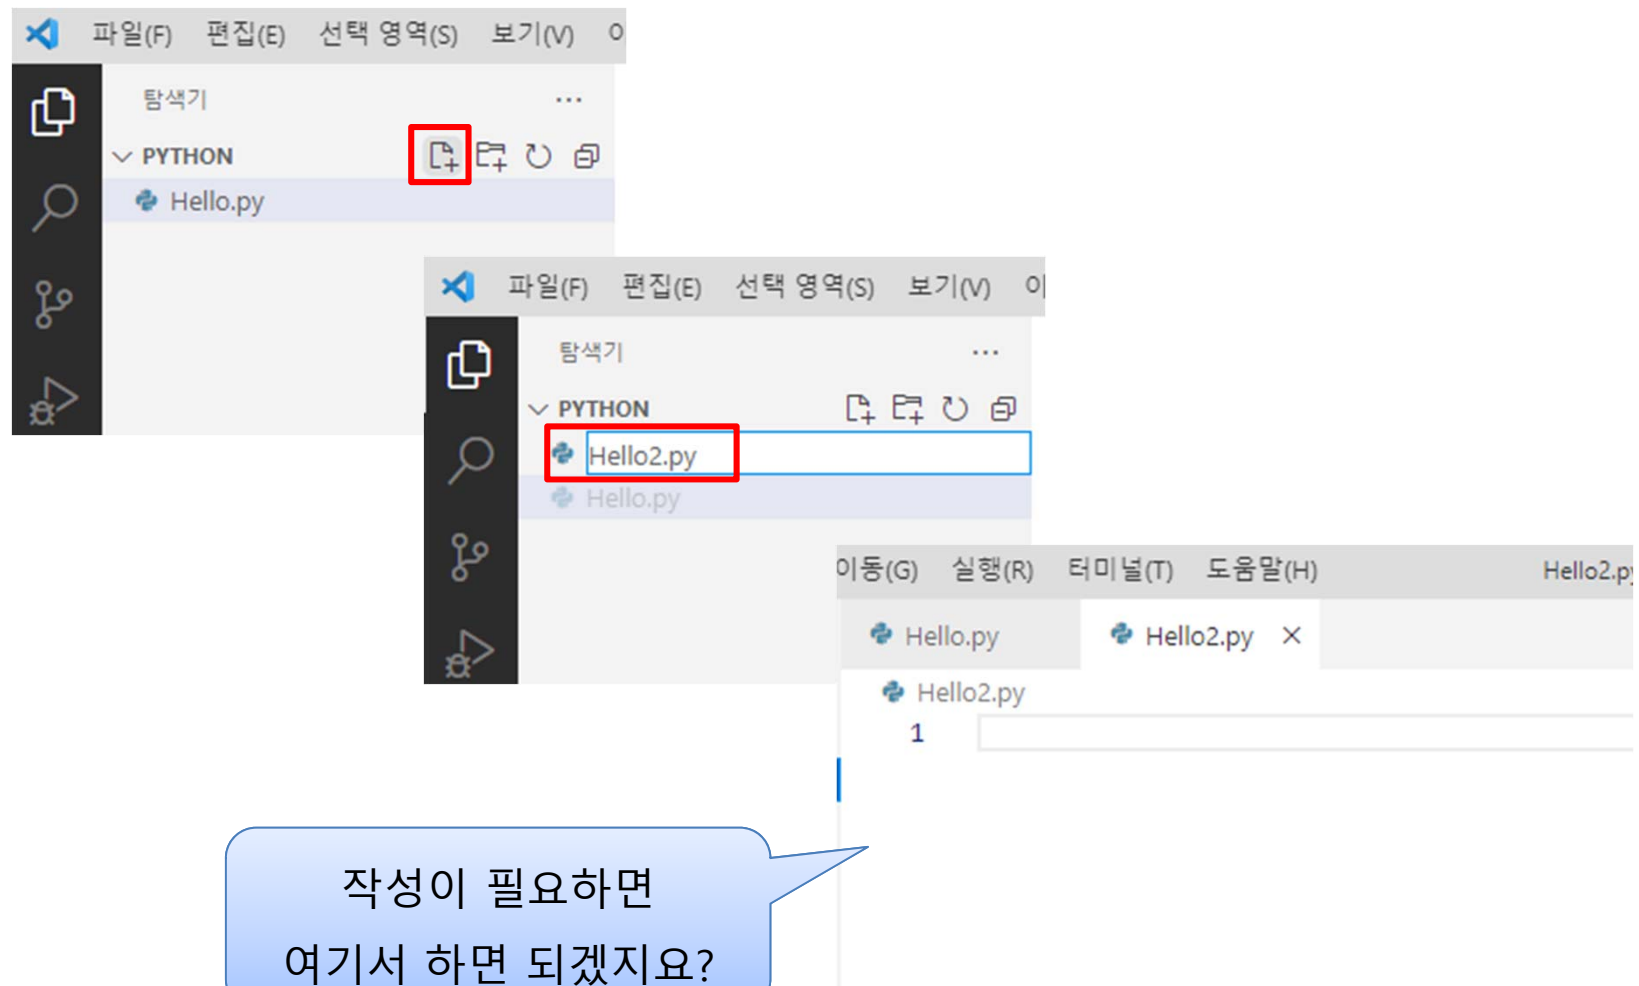 파일(F) 편집(E) 선택 영역(S) 보기(V)
탐색기 ...
PYTHON
Hello.py
파일(F) 편집(E) 선택 영역(S) 보기(V)
탐색기 ...
PYTHON
Hello2.py
Hello.py
이동(G) 실행(R) 터미널(T) 도움말(H) Hello2.py
Hello.py Hello2.py
Hello2.py
1
작성이 필요하면
여기서 하면 되겠지요?